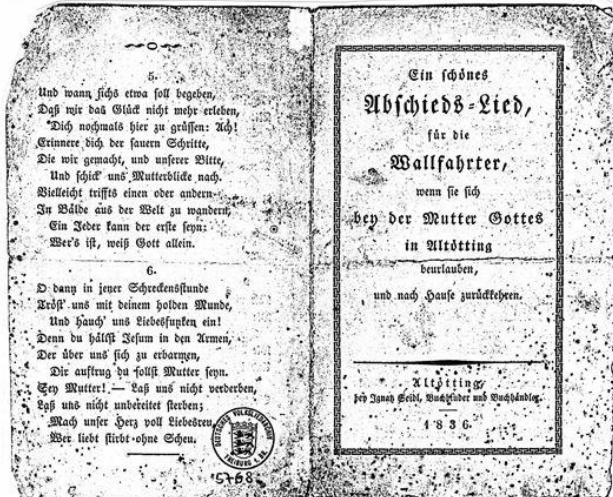 5.
Und wann sichs etwa soll begeben,
Daß wir das Glück nicht mehr erleben,
Dich nochmals hier zu grüssen: Ach!
Erinnere dich der sauern Schritte,
Die wir gemacht, und unserer Bitte,
Und schick' uns Mutterblicke nach.
Vielleicht triffts einen oder andern
In Bälde aus der Welt zu wandern,
Ein Jeder kann der erste seyn:
Wer's ist, weiß Gott allein.
6.
O dann in jener Schreckensstunde
Tröst' uns mit deinem holden Munde,
Und hauch' uns Liebesfunken ein!
Denn du hältst Jesum in den Armen,
Der über uns sich zu erbarmen,
Dir auftrug du sollst Mutter seyn.
Sey Mutter! — Laß uns nicht verderben,
Laß uns nicht unbereitet sterben;
Mach unser Herz voll Liebestreu,
Wer liebt stirbt ohne Scheu.
DEUTSCHES VOLKSLIEDARCHIV
FREIBURG I. BR.
5768
Ein schönes
Abschieds-Lied,
für die
Wallfahrter,
wenn sie sich
bey der Mutter Gottes
in Altötting
beurlauben,
und nach Hause zurückkehren.
Altötting,
bey Ignatz Seidl, Buchbinder und Buchhändler.
1836.